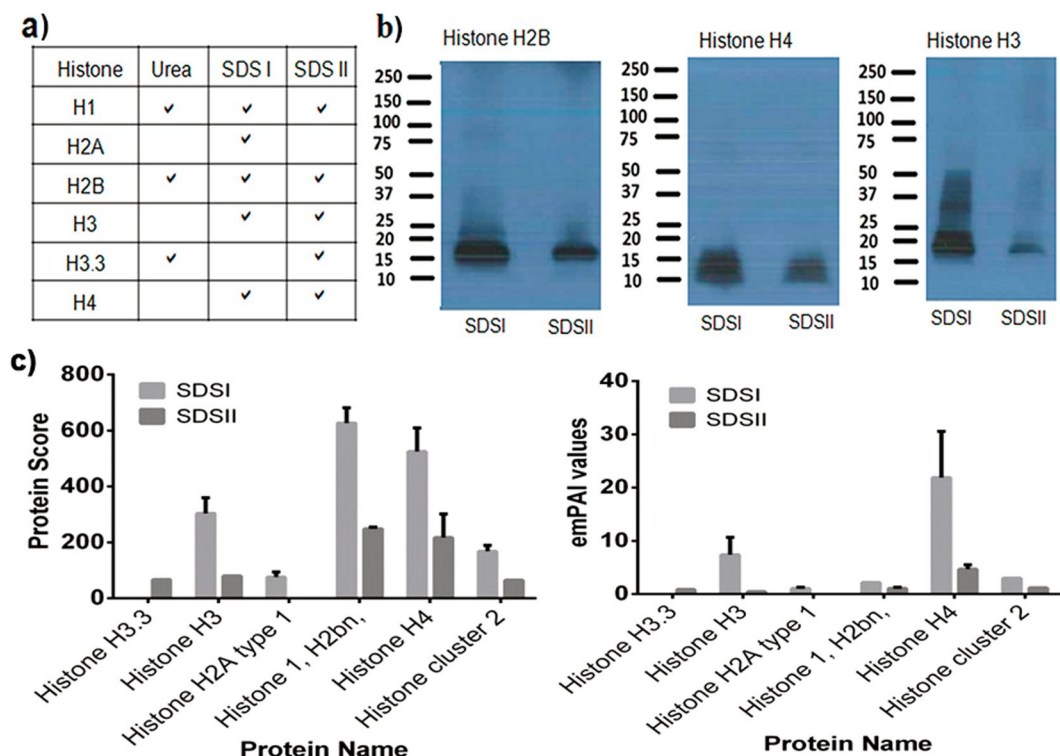 a)
Histone Urea SDS I SDS II
H1 ✓ ✓ ✓
H2A ✓
H2B ✓ ✓ ✓
H3 ✓ ✓
H3.3 ✓ ✓
H4 ✓ ✓
b)
Histone H2B
250
150
100
75
50
37
25
20
15
10
SDSI SDSII
Histone H4
250
150
100
75
50
37
25
20
15
10
SDSI SDSII
Histone H3
250
150
100
75
50
37
25
20
15
10
SDSI SDSII
c)
Protein Score
800
600
400
200
0
SDSI
SDSII
Histone H3.3
Histone H3
Histone H2A type 1
Histone 1, H2bn,
Histone H4
Histone cluster 2
Protein Name
emPAI values
40
30
20
10
0
SDSI
SDSII
Histone H3.3
Histone H3
Histone H2A type 1
Histone 1, H2bn,
Histone H4
Histone cluster 2
Protein Name